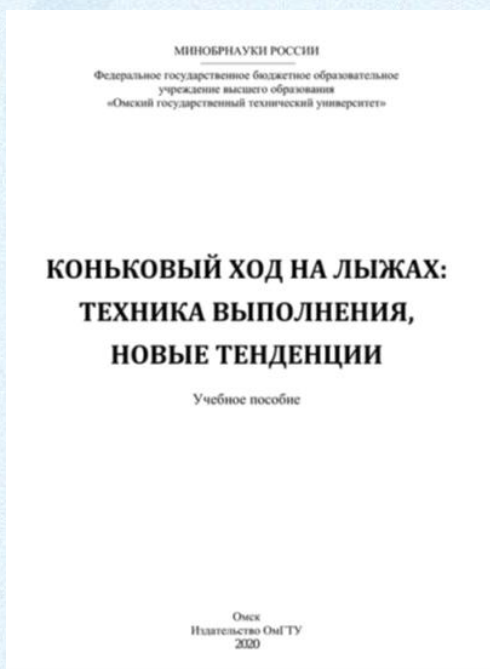 МИНОБРНАУКИ РОССИИ
Федеральное государственное бюджетное образовательное
учреждение высшего образования
«Омский государственный технический университет»
КОНЬКОВЫЙ ХОД НА ЛЫЖАХ:
ТЕХНИКА ВЫПОЛНЕНИЯ,
НОВЫЕ ТЕНДЕНЦИИ
Учебное пособие
Омск
Издательство ОмГТУ
2020